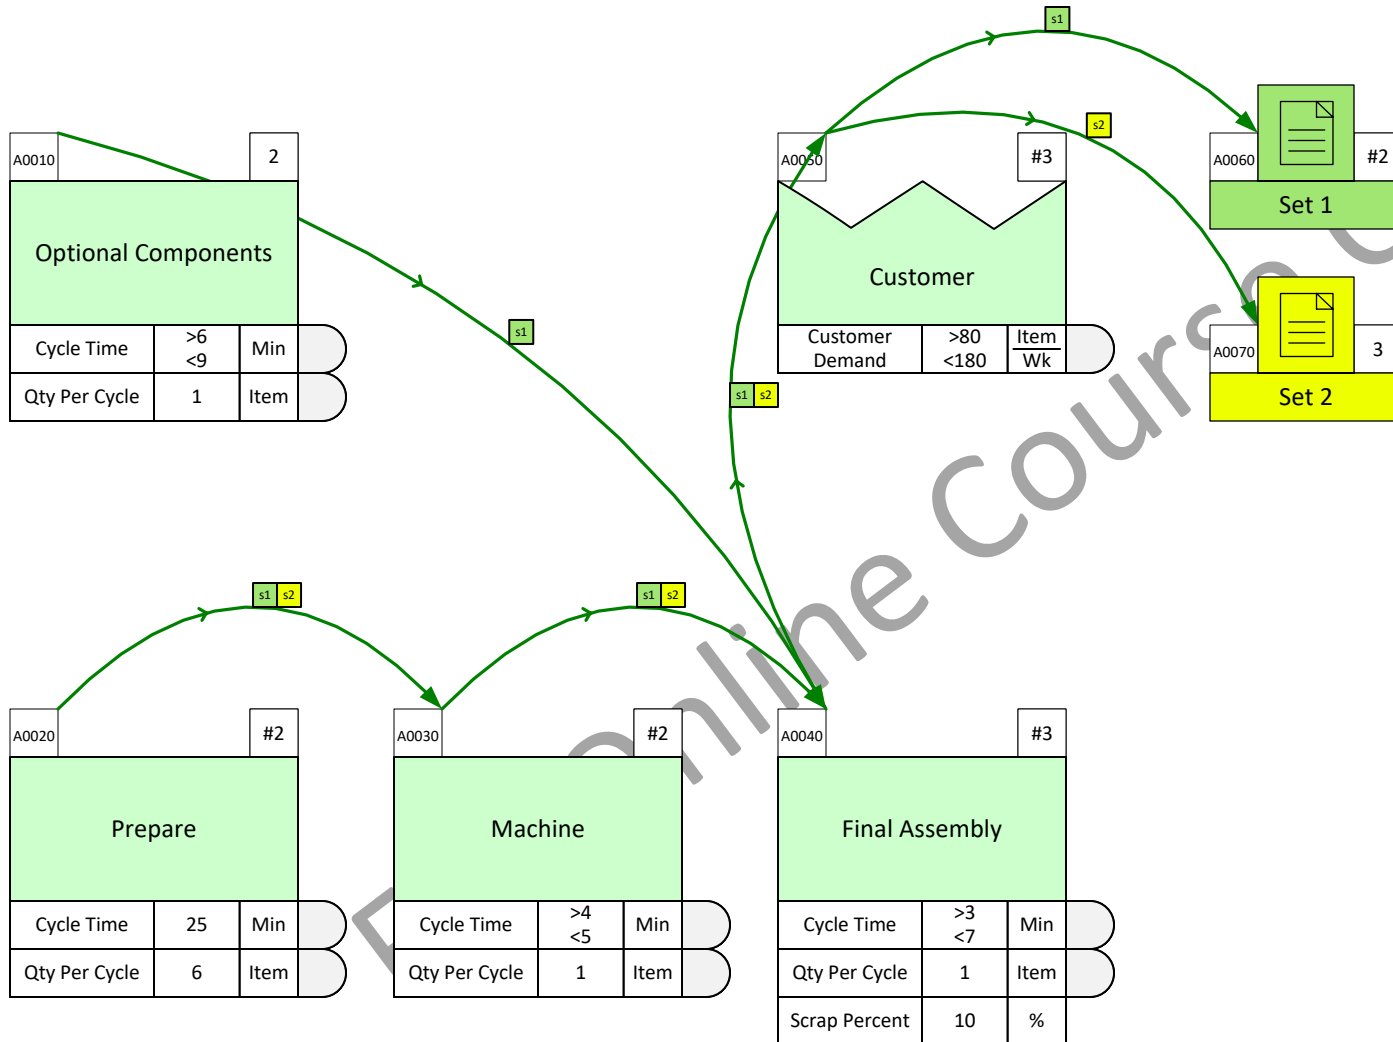 s1
A0010
2
Optional Components
Cycle Time
>6
<9
Min
Qty Per Cycle
1
Item
s1
A0050
#3
Customer
Customer
Demand
>80
<180
Item
Wk
s2
A0060
#2
Set 1
A0070
3
Set 2
s1 s2
s1 s2
s1 s2
A0020
#2
Prepare
Cycle Time
25
Min
Qty Per Cycle
6
Item
A0030
#2
Machine
Cycle Time
>4
<5
Min
Qty Per Cycle
1
Item
A0040
#3
Final Assembly
Cycle Time
>3
<7
Min
Qty Per Cycle
1
Item
Scrap Percent
10
%
Online Course